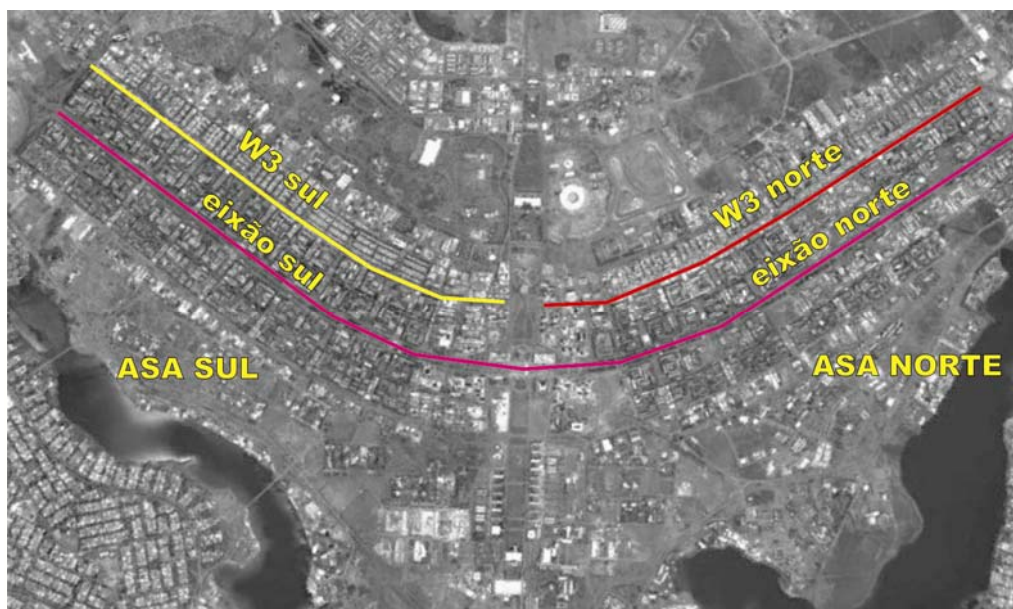 W3 sul
eixão sul
W3 norte
eixão norte
ASA SUL
ASA NORTE